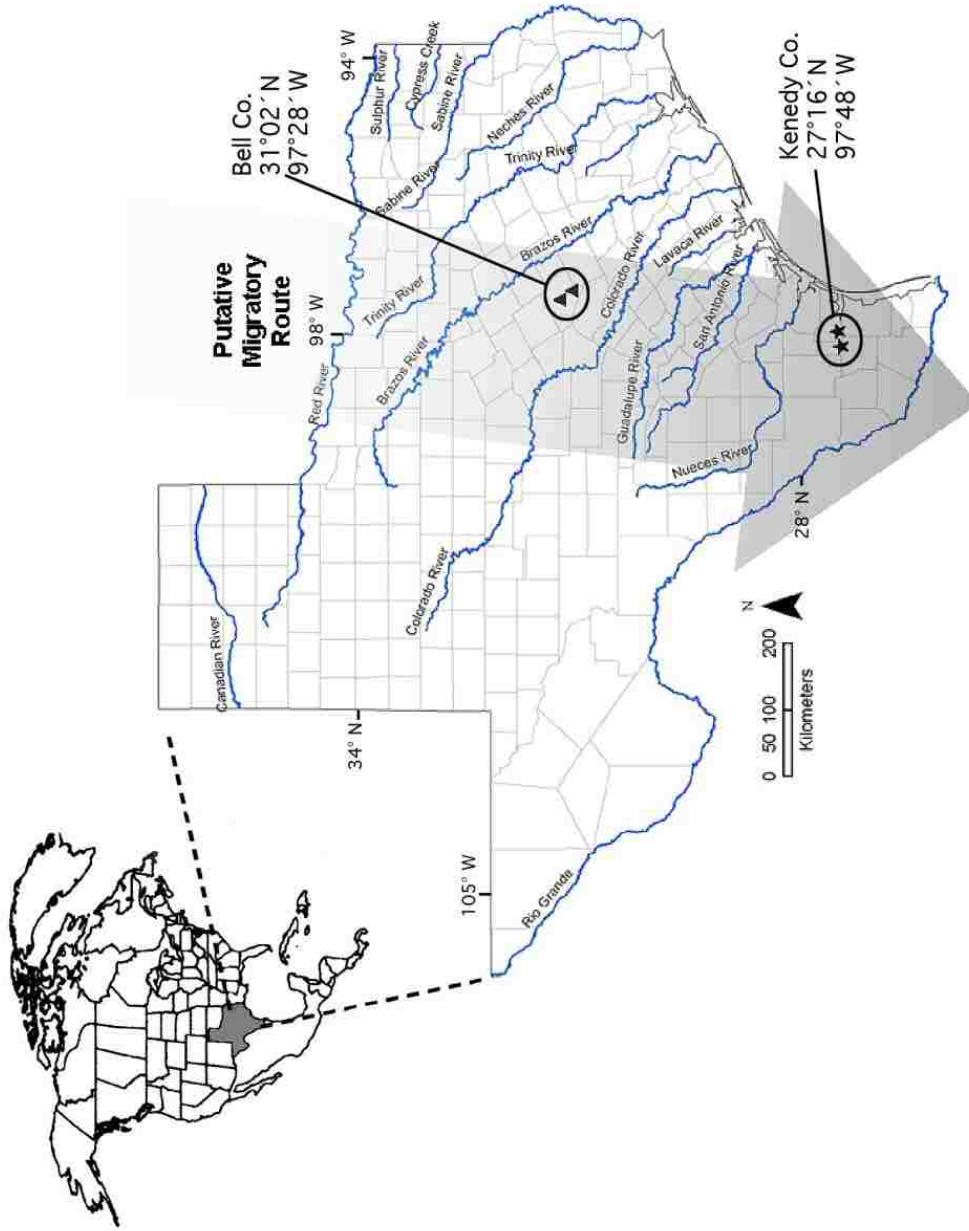 Putative
Migratory
Route
Bell Co.
31°02´N
97°28´W
Kenedy Co.
27°16´N
97°48´W
94° W
98° W
105° W
34° N
28° N
Canadian River
Red River
Sulphur River
Cypress Creek
Sabine River
Sabine River
Neches River
Trinity River
Trinity River
Brazos River
Brazos River
Colorado River
Colorado River
Lavaca River
Guadalupe River
San Antonio River
Nueces River
Rio Grande
N
0 50 100 200
Kilometers